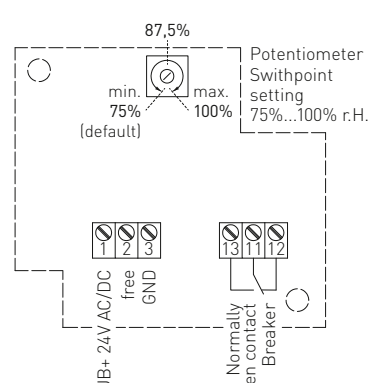 87,5%
Potentiometer
Swithpoint
setting
75%...100% r.H.
min.
75%
(default)
max.
100%
1 2 3
13 11 12
UB+ 24V AC/DC
free
GND
Normally
en contact
Breaker